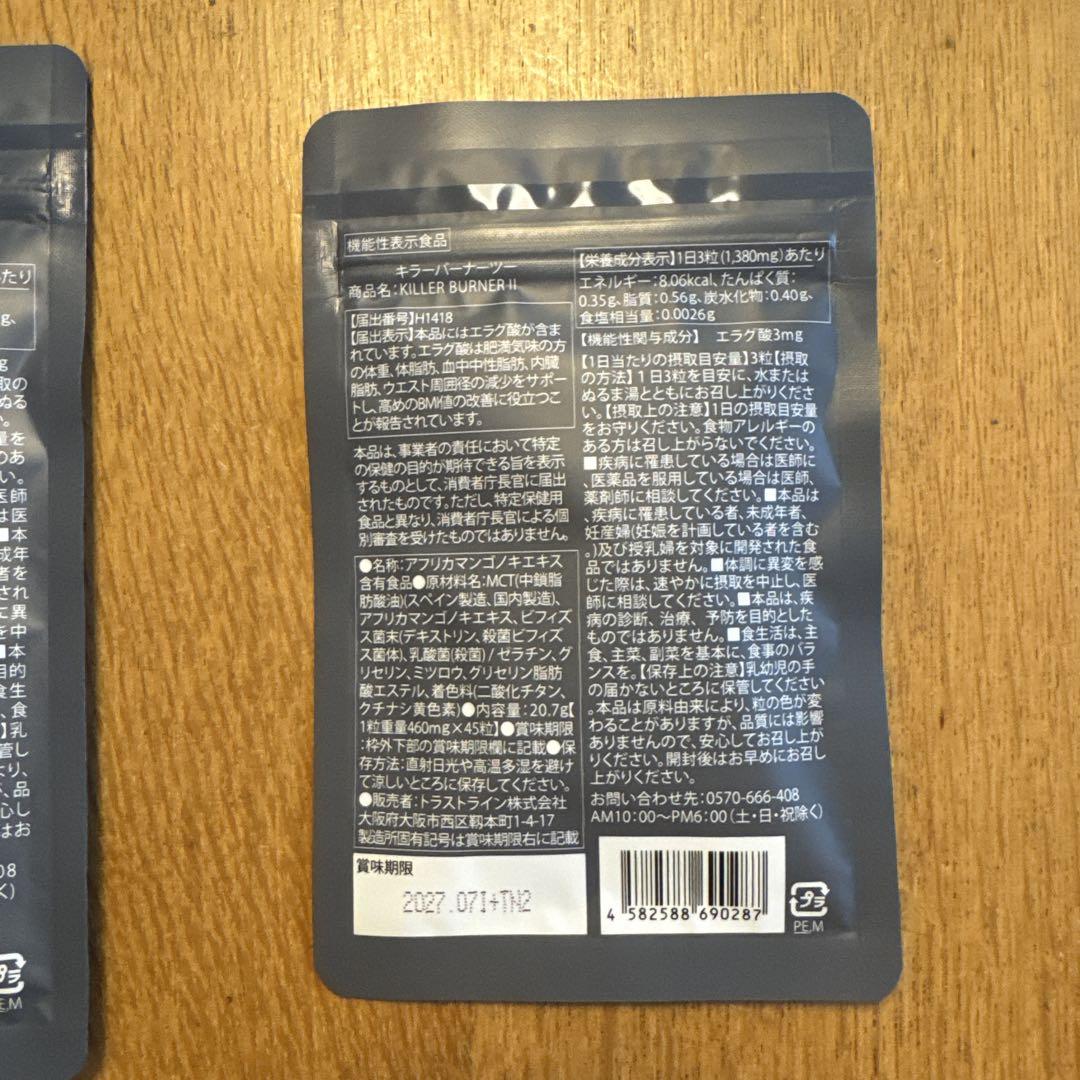 機能性表示食品
キラーバーナーツー
商品名：KILLER BURNER II
【届出番号】H1418
【届出表示】本品にはエラグ酸が含ま
れています。エラグ酸は肥満気味の方
の体重、体脂肪、血中中性脂肪、内臓
脂肪、ウエスト周囲径の減少をサポー
トし、高めのBMI値の改善に役立つこ
とが報告されています。
本品は、事業者の責任において特定
の保健の目的が期待できる旨を表示
するものとして、消費者庁長官に届出
されたものです。ただし、特定保健用
食品と異なり、消費者庁長官による個
別審査を受けたものではありません。
●名称：アフリカマンゴノキエキス
含有食品●原材料名：MCT(中鎖脂
肪酸油)(スペイン製造、国内製造)、
アフリカマンゴノキエキス、ビフィズ
ス菌末(デキストリン、殺菌ビフィズ
ス菌体)、乳酸菌(殺菌) / ゼラチン、グ
リセリン、ミツロウ、グリセリン脂肪
酸エステル、着色料(二酸化チタン、
クチナシ黄色素)●内容量：20.7g【
1粒重量460mg×45粒】●賞味期限
：枠外下部の賞味期限欄に記載●保
存方法：直射日光や高温多湿を避け
て涼しいところに保存してください。
●販売者：トラストライン株式会社
大阪府大阪市西区靱本町1-4-17
製造所固有記号は賞味期限右に記載
賞味期限
2027.07I+TN2
【栄養成分表示】1日3粒(1,380mg)あたり
エネルギー：8.06kcal、たんぱく質：
0.35g、脂質：0.56g、炭水化物：0.40g、
食塩相当量：0.0026g
【機能性関与成分】 エラグ酸3mg
【1日当たりの摂取目安量】3粒【摂取
の方法】1日3粒を目安に、水または
ぬるま湯とともにお召し上がりくださ
い。【摂取上の注意】1日の摂取目安量
をお守りください。食物アレルギーの
ある方は召し上がらないでください。
■疾病に罹患している場合は医師に
、医薬品を服用している場合は医師、
薬剤師に相談してください。■本品は
、疾病に罹患している者、未成年者、
妊産婦(妊娠を計画している者を含む
。)及び授乳婦を対象に開発された食
品ではありません。■体調に異変を感
じた際は、速やかに摂取を中止し、医
師に相談してください。■本品は、疾
病の診断、治療、予防を目的とした
ものではありません。■食生活は、主
食、主菜、副菜を基本に、食事のバラ
ンスを。【保存上の注意】乳幼児の手
の届かないところに保管してください
。本品は原料由来により、粒の色が変
わることがありますが、品質には影響
ありませんので、安心してお召し上が
りください。開封後はお早めにお召し
上がりください。
お問い合わせ先：0570-666-408
AM10：00〜PM6：00（土・日・祝除く）
4 582588 690287
プラ
PE,M